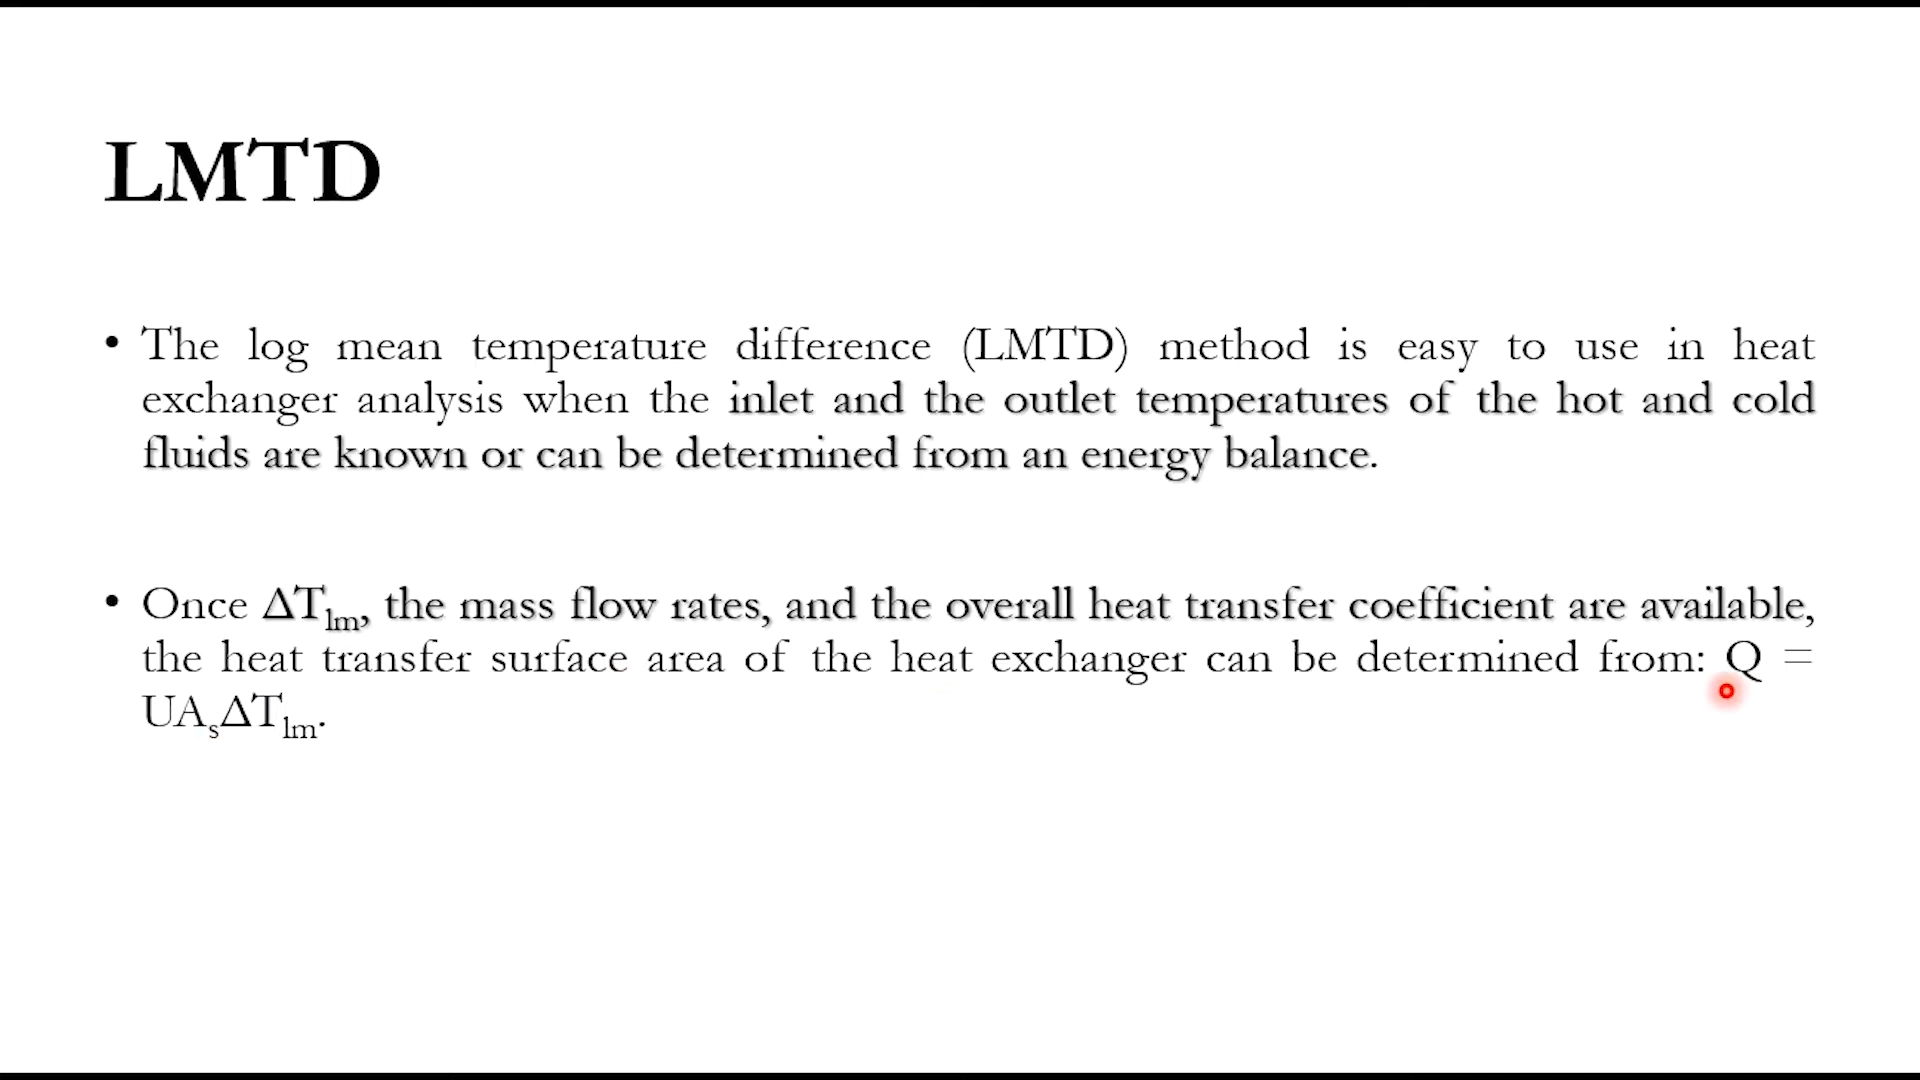 LMTD
• The log mean temperature difference (LMTD) method is easy to use in heat
exchanger analysis when the inlet and the outlet temperatures of the hot and cold
fluids are known or can be determined from an energy balance.
• Once ΔTlm, the mass flow rates, and the overall heat transfer coefficient are available,
the heat transfer surface area of the heat exchanger can be determined from: Q =
UAsΔTlm.